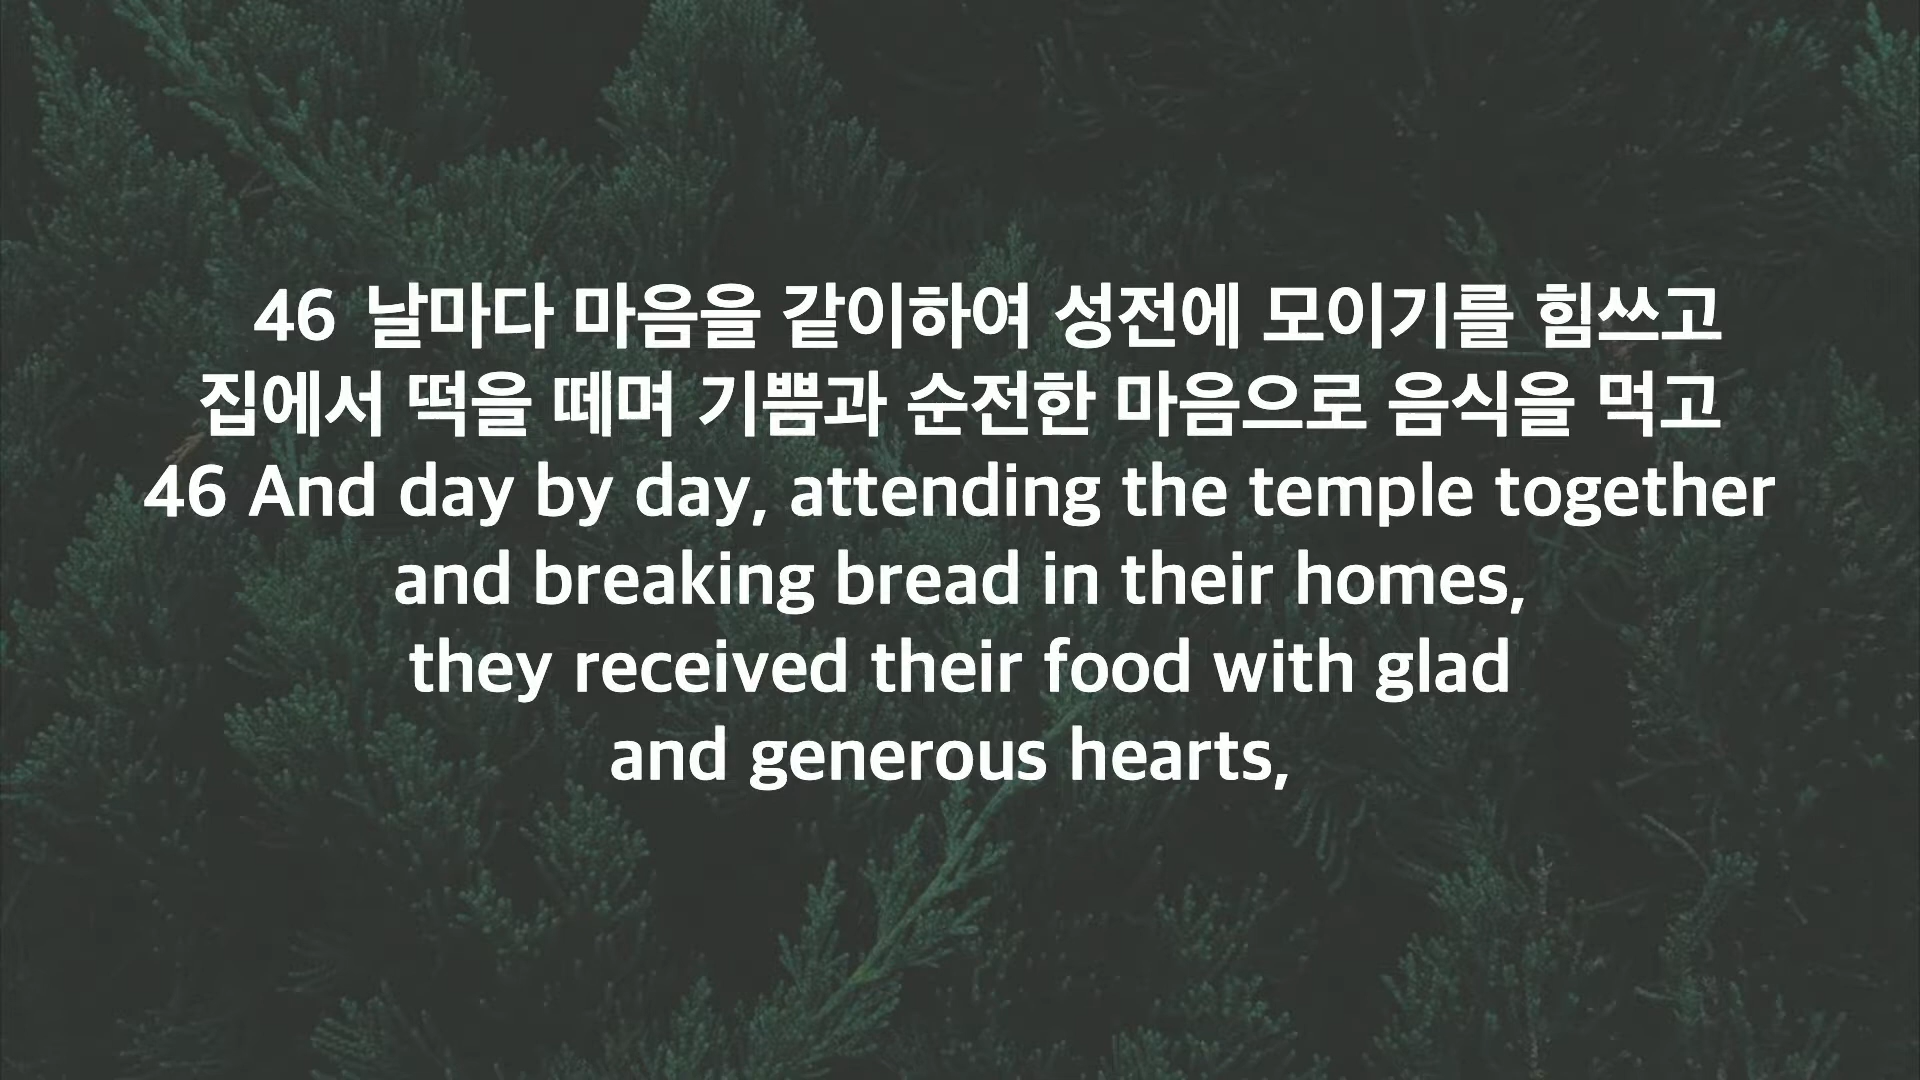 46 날마다 마음을 같이하여 성전에 모이기를 힘쓰고
집에서 떡을 떼며 기쁨과 순전한 마음으로 음식을 먹고
46 And day by day, attending the temple together
and breaking bread in their homes,
they received their food with glad
and generous hearts,